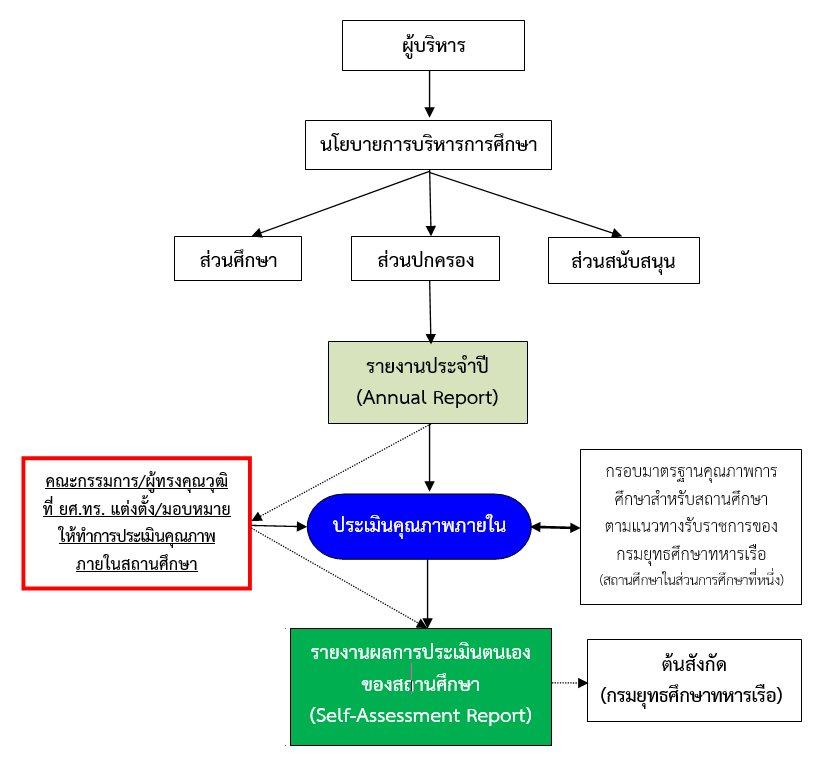 ผู้บริหาร
นโยบายการบริหารการศึกษา
ส่วนศึกษา
ส่วนปกครอง
ส่วนสนับสนุน
รายงานประจำปี
(Annual Report)
คณะกรรมการ/ผู้ทรงคุณวุฒิ
ที่ ยศ.ทร. แต่งตั้ง/มอบหมาย
ให้ทำการประเมินคุณภาพ
ภายในสถานศึกษา
ประเมินคุณภาพภายใน
กรอบมาตรฐานคุณภาพการ
ศึกษาสำหรับสถานศึกษา
ตามแนวทางรับราชการของ
กรมยุทธศึกษาทหารเรือ
(สถานศึกษาในส่วนการศึกษาที่หนึ่ง)
รายงานผลการประเมินตนเอง
ของสถานศึกษา
(Self-Assessment Report)
ต้นสังกัด
(กรมยุทธศึกษาทหารเรือ)